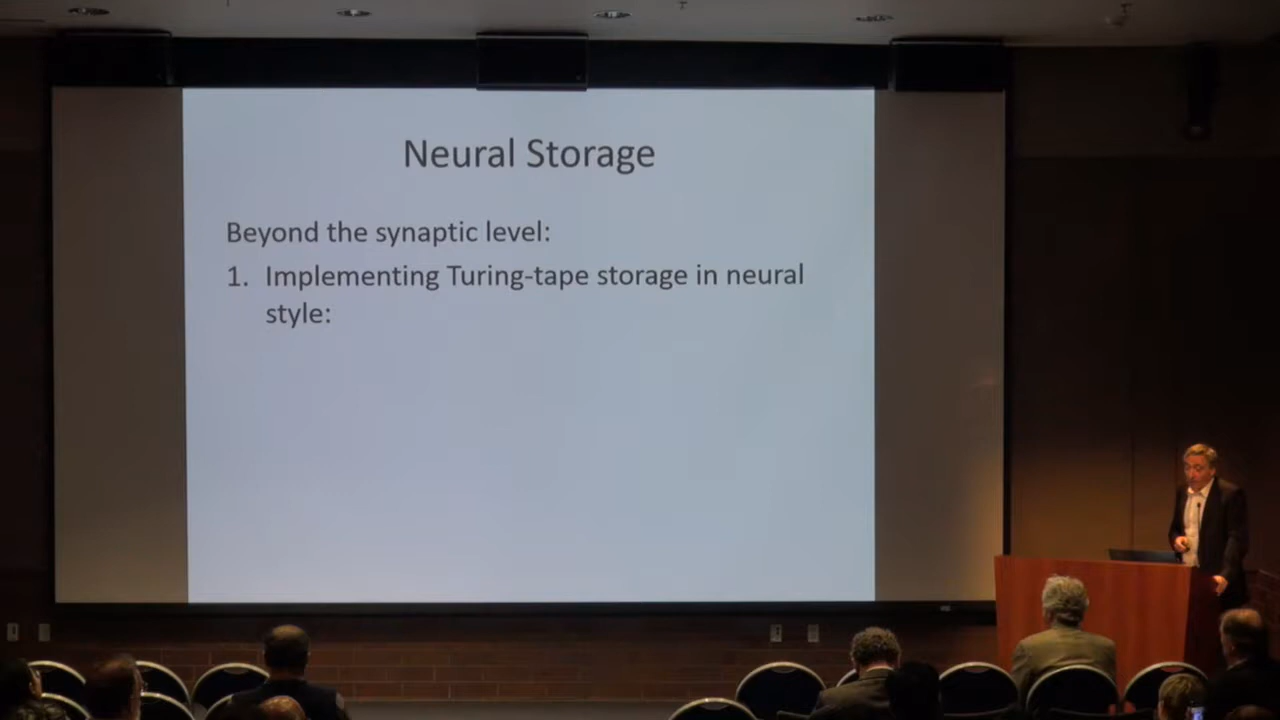 Neural Storage
Beyond the synaptic level:
1. Implementing Turing-tape storage in neural
style: